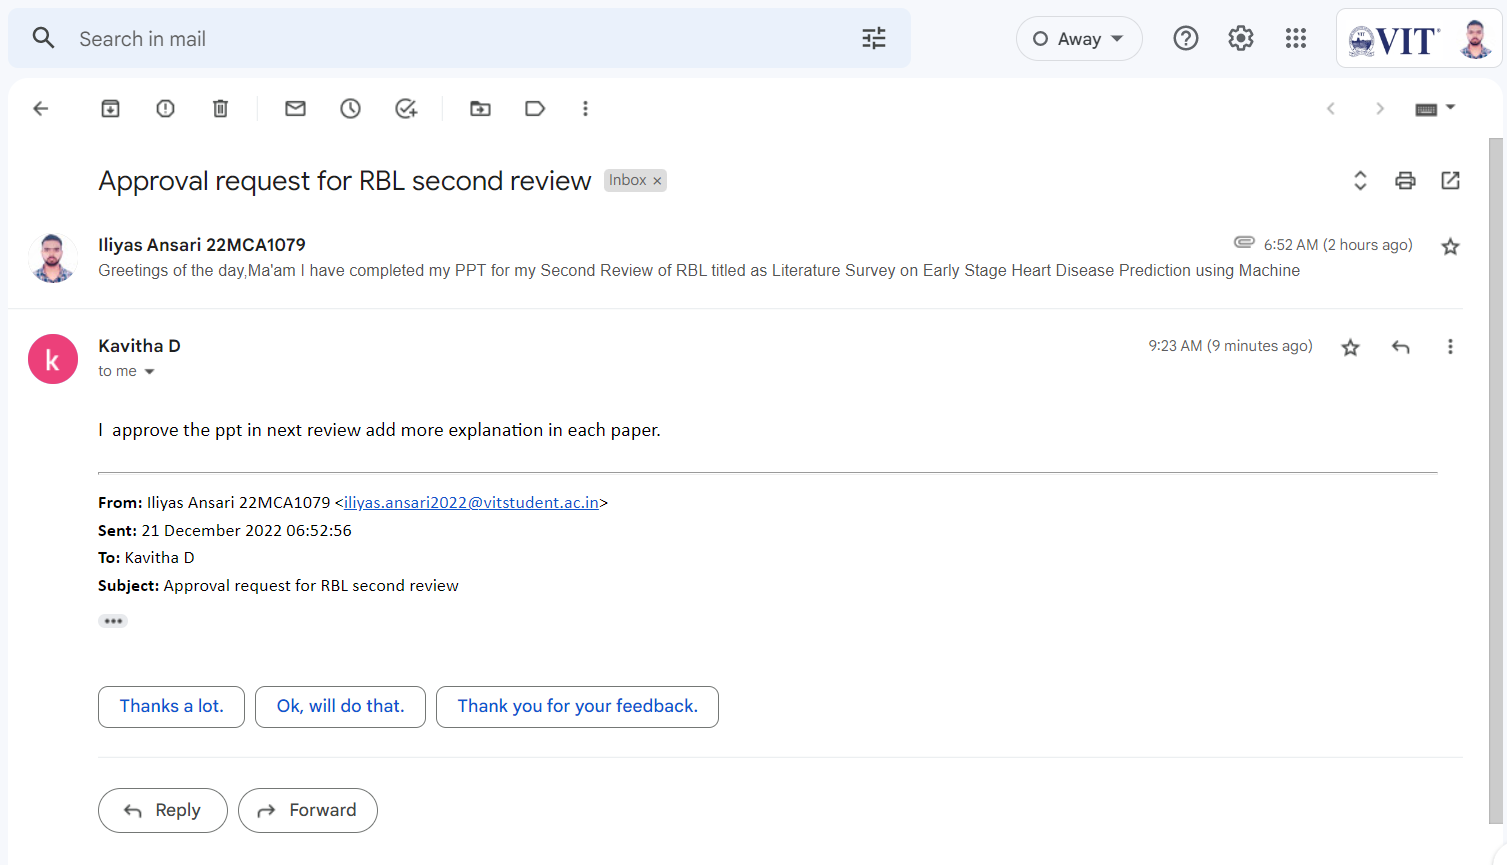 Search in mail
Away
VIT
Approval request for RBL second review Inbox ×
Iliyas Ansari 22MCA1079 6:52 AM (2 hours ago)
Greetings of the day,Ma'am I have completed my PPT for my Second Review of RBL titled as Literature Survey on Early Stage Heart Disease Prediction using Machine
k
Kavitha D 9:23 AM (9 minutes ago)
to me
I  approve the ppt in next review add more explanation in each paper.
From: Iliyas Ansari 22MCA1079 <iliyas.ansari2022@vitstudent.ac.in>
Sent: 21 December 2022 06:52:56
To: Kavitha D
Subject: Approval request for RBL second review
Thanks a lot. Ok, will do that. Thank you for your feedback.
Reply Forward